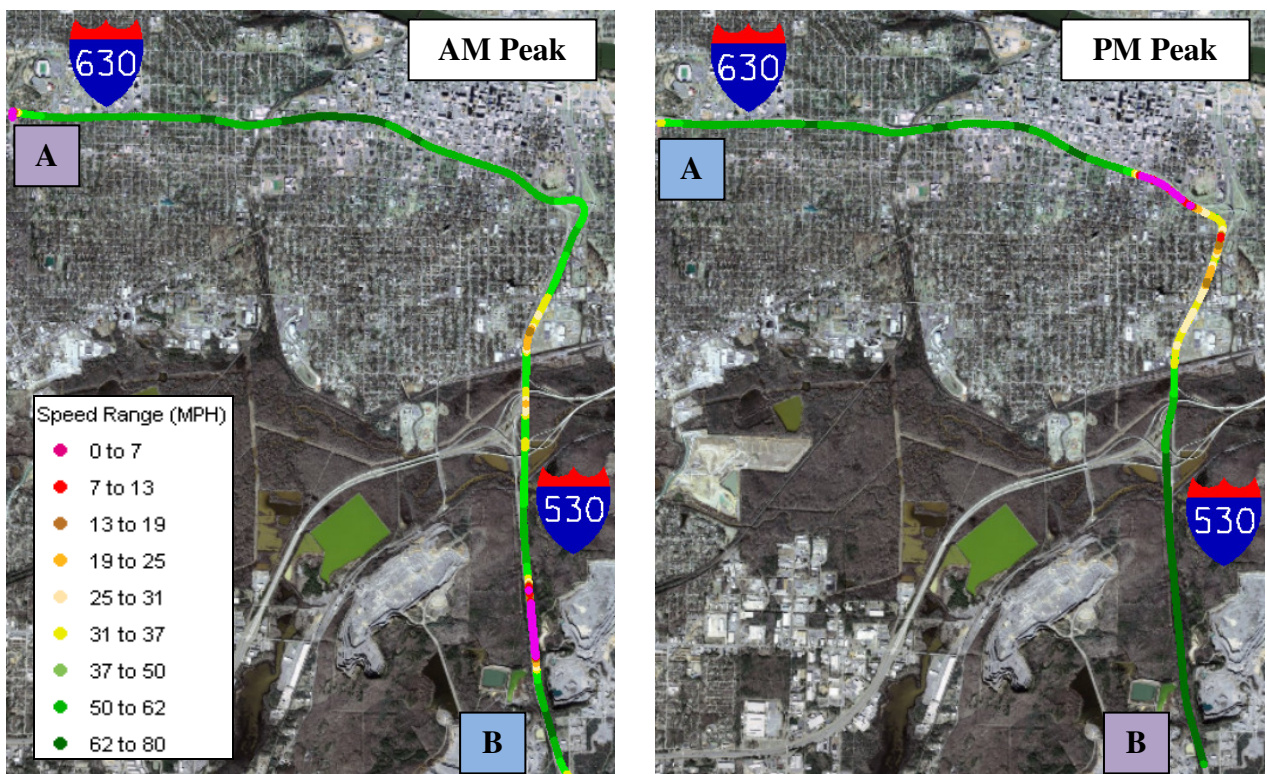 AM Peak
630
A
Speed Range (MPH)
0 to 7
7 to 13
13 to 19
19 to 25
25 to 31
31 to 37
37 to 50
50 to 62
62 to 80
530
B
PM Peak
630
A
530
B